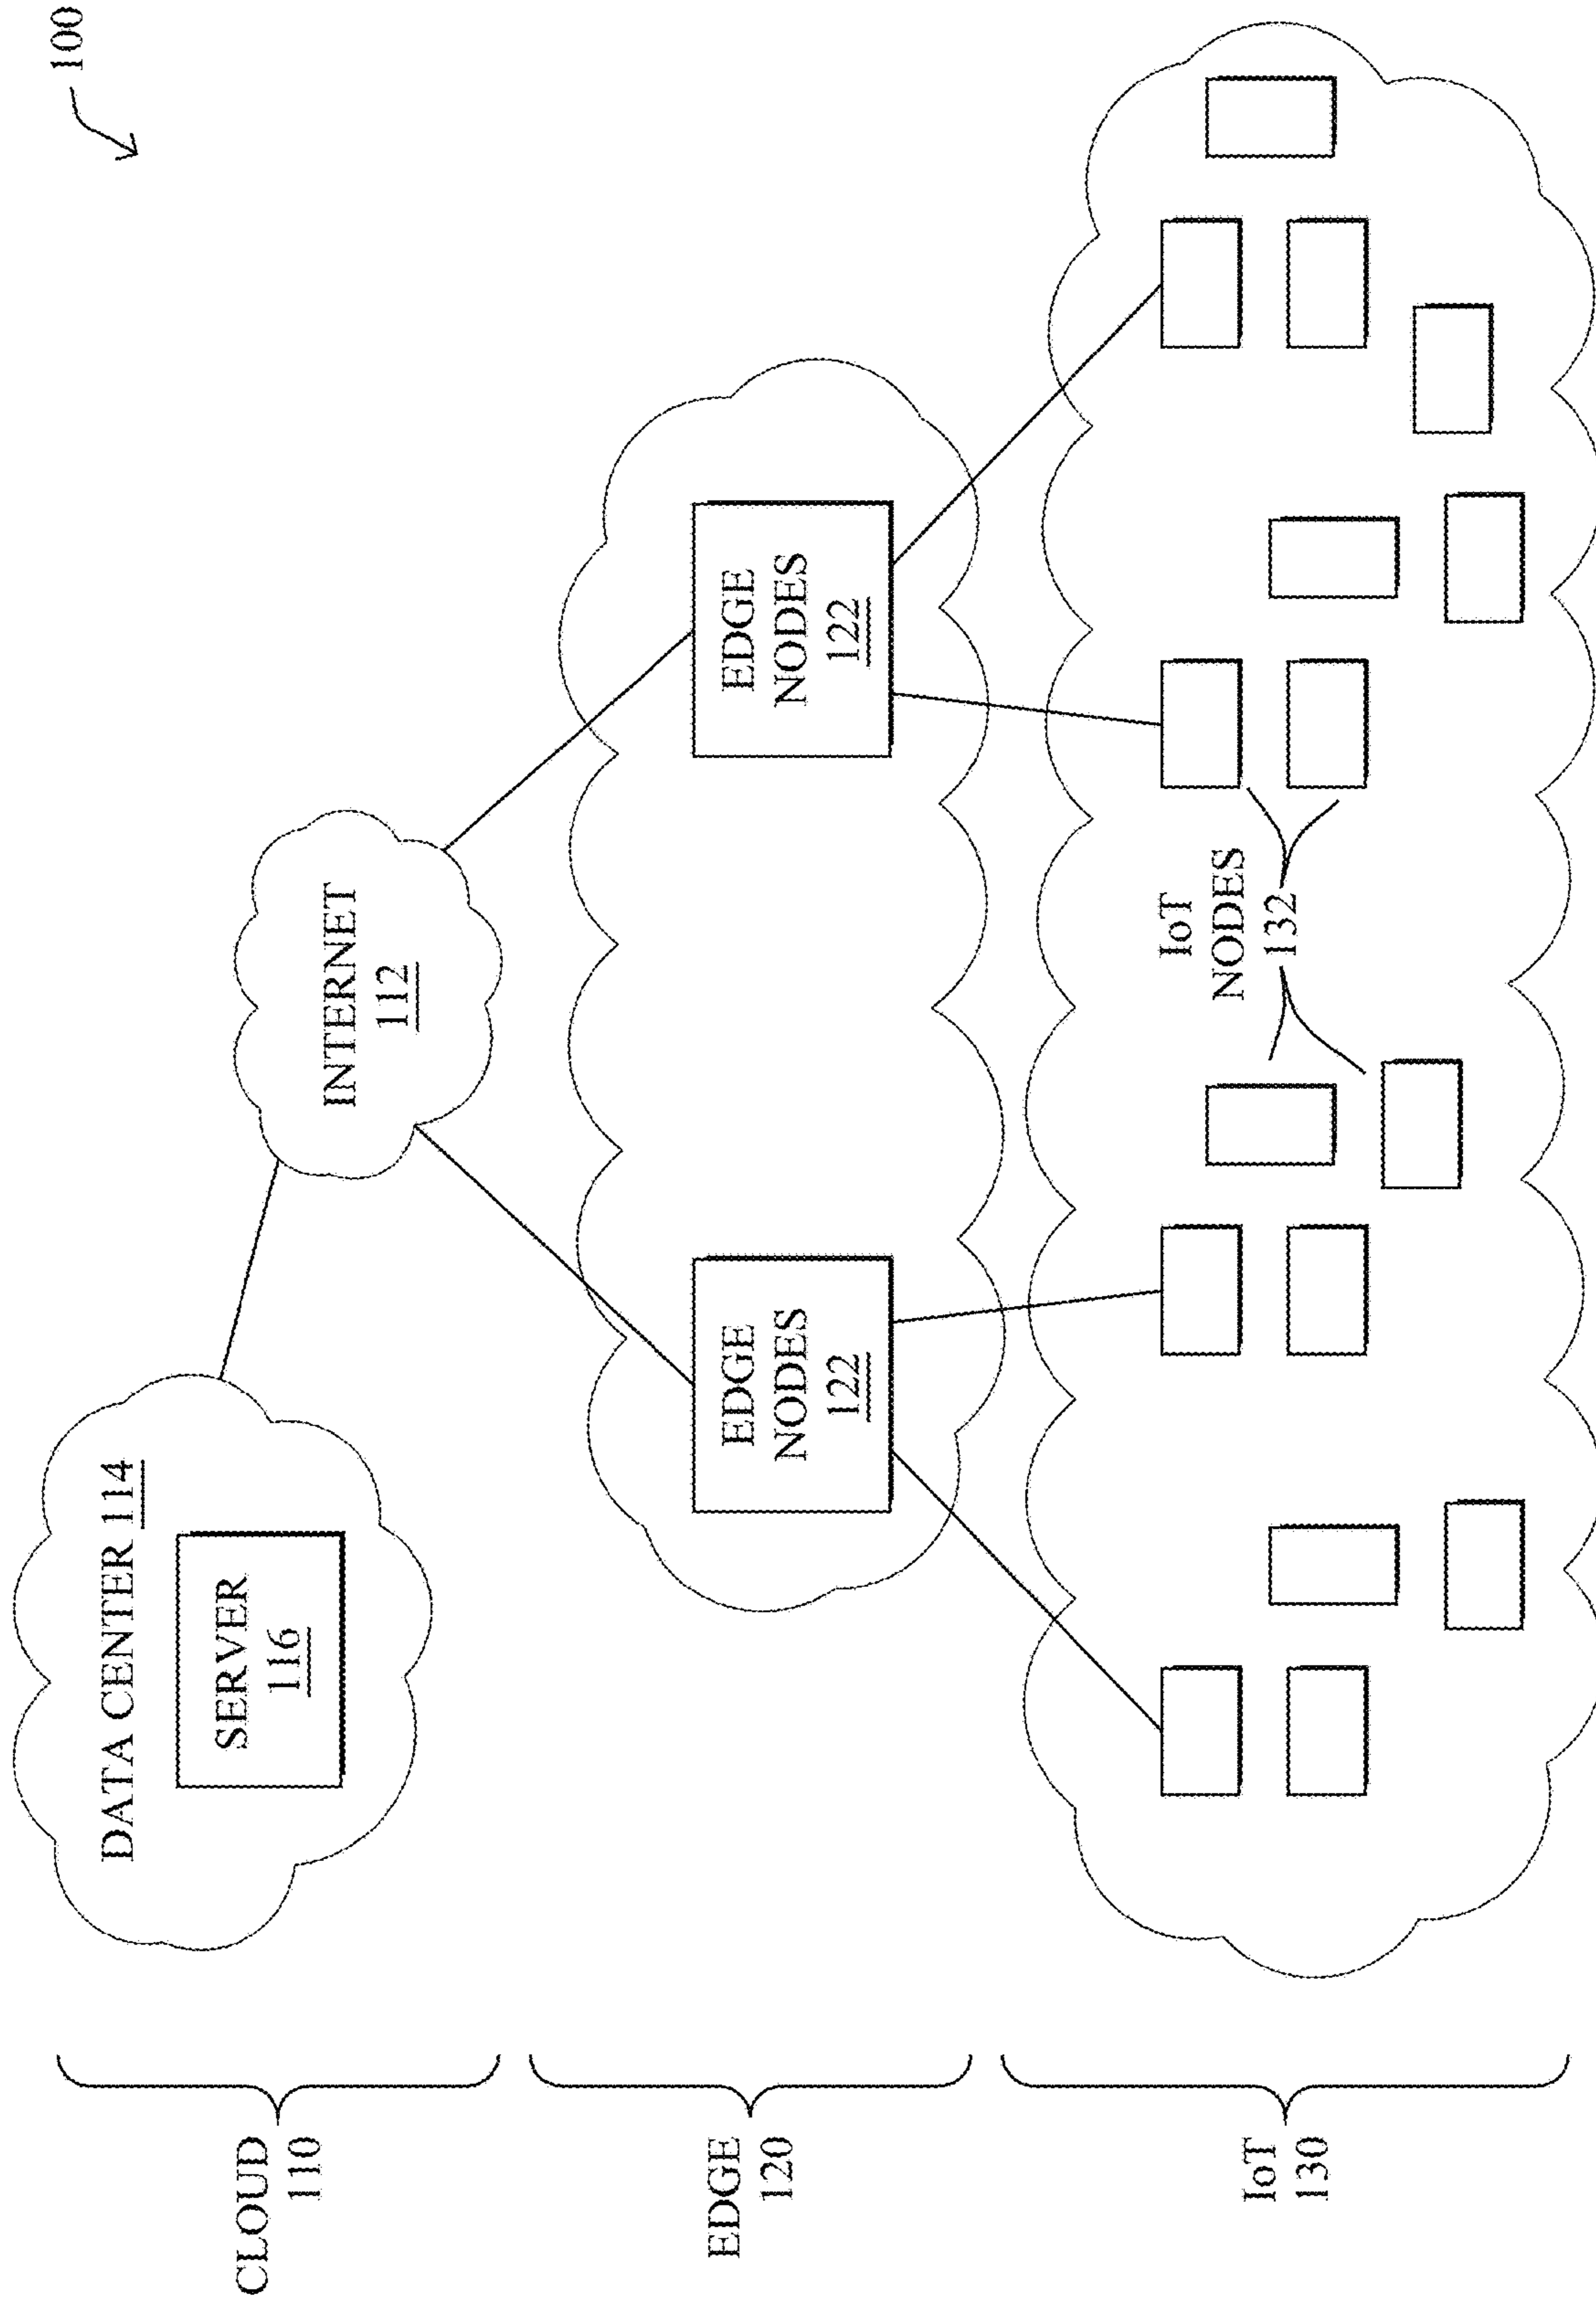 100
CLOUD
110
DATA CENTER 114
SERVER
116
INTERNET
112
EDGE
120
EDGE
NODES
122
EDGE
NODES
122
IoT
130
IoT
NODES
132